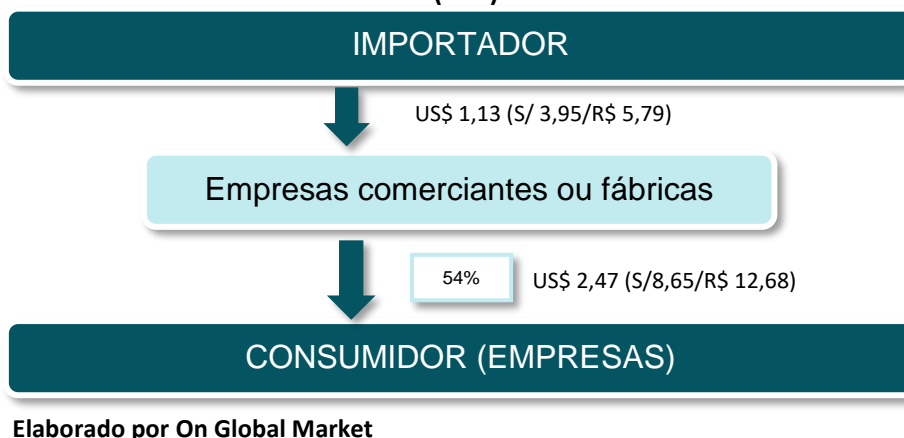 IMPORTADOR
US$ 1,13 (S/ 3,95/R$ 5,79)
Empresas comerciantes ou fábricas
54%
US$ 2,47 (S/8,65/R$ 12,68)
CONSUMIDOR (EMPRESAS)
Elaborado por On Global Market